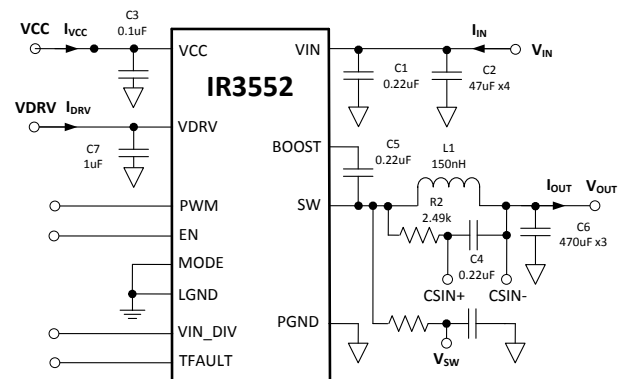 VCC
IVCC
C3
0.1uF
VCC
VIN
IIN
VIN
IR3552
C1
0.22uF
C2
47uF x4
VDRV
IDRV
VDRV
C7
1uF
BOOST
C5
0.22uF
L1
150nH
PWM
SW
R2
2.49k
IOUT
VOUT
EN
C6
470uF x3
MODE
C4
0.22uF
LGND
CSIN+
CSIN-
PGND
VIN_DIV
TFAULT
VSW